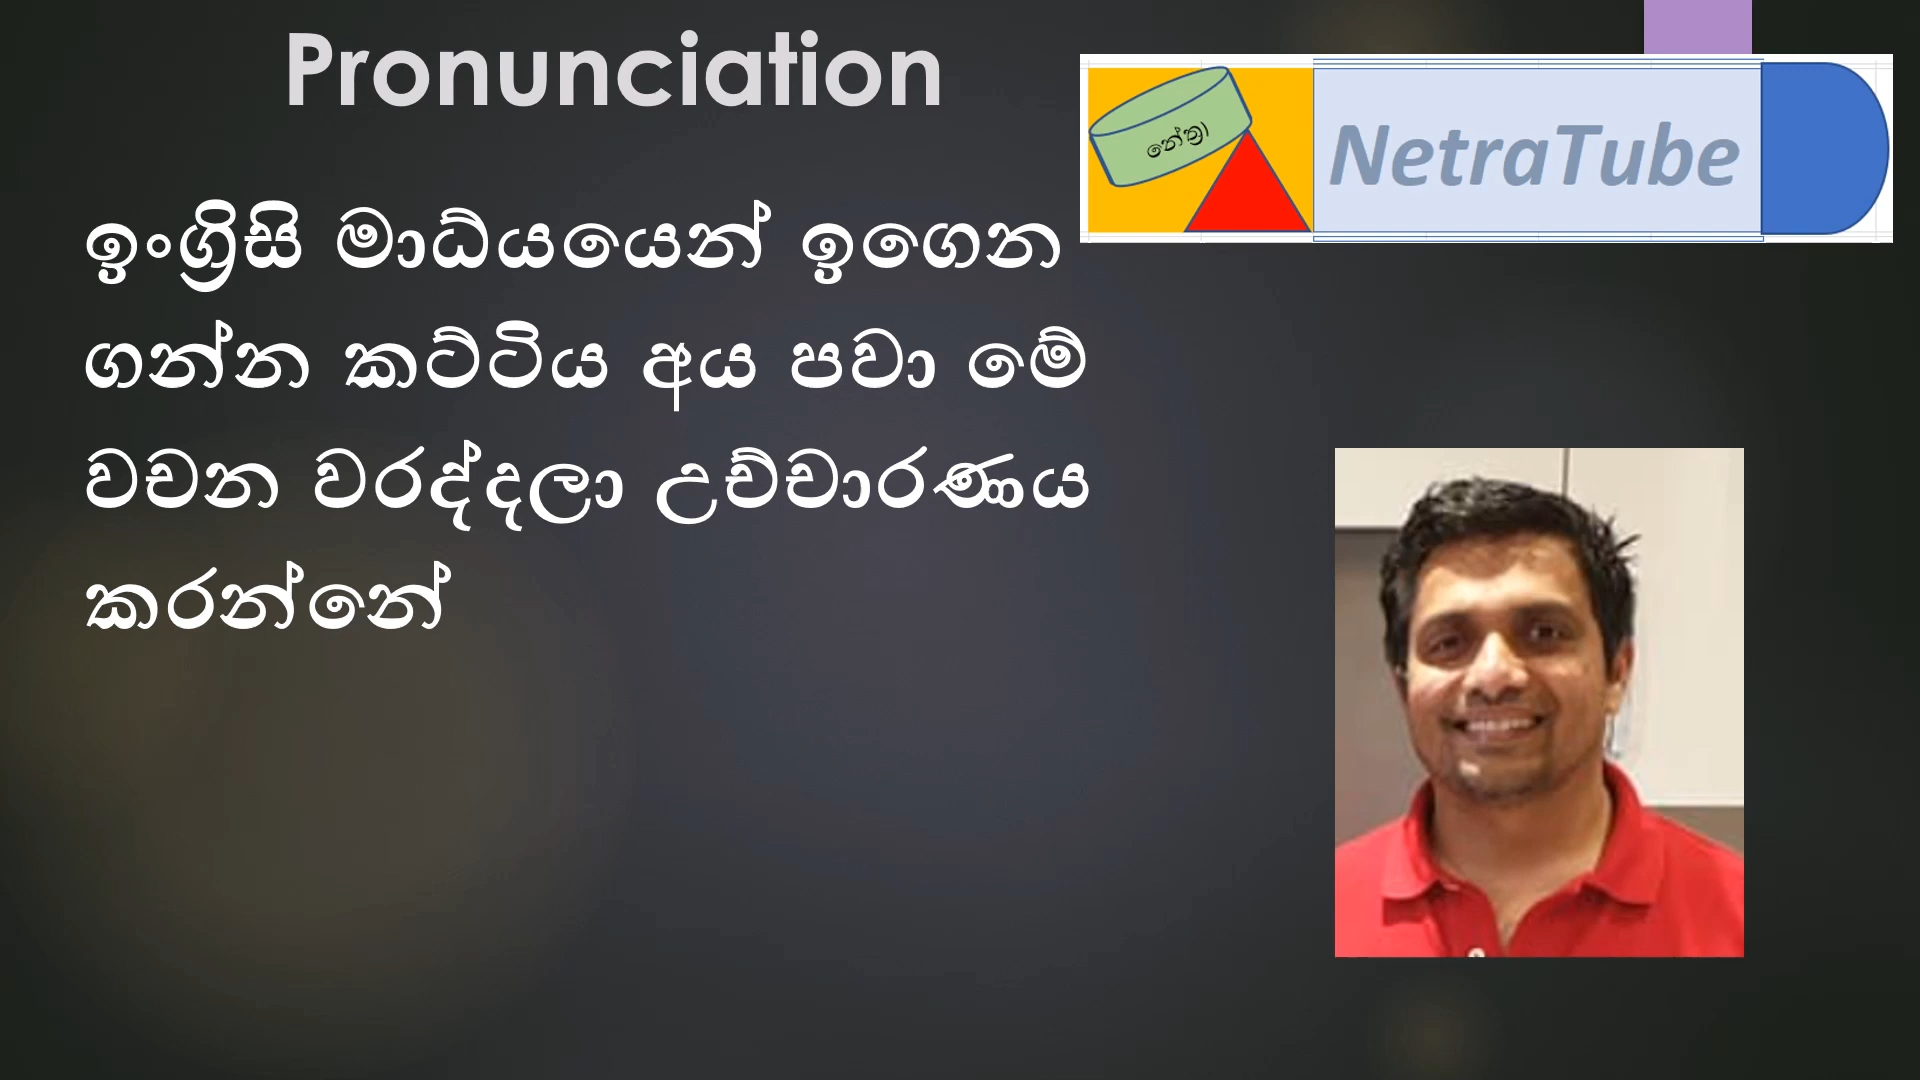 Pronunciation
නේත්‍රා
NetraTube
ඉංග්‍රිසි මාධ්යයෙන් ඉගෙන
ගන්න කට්ටිය අය පවා මේ
වචන වරද්දලා උච්චාරණය
කරන්නේ